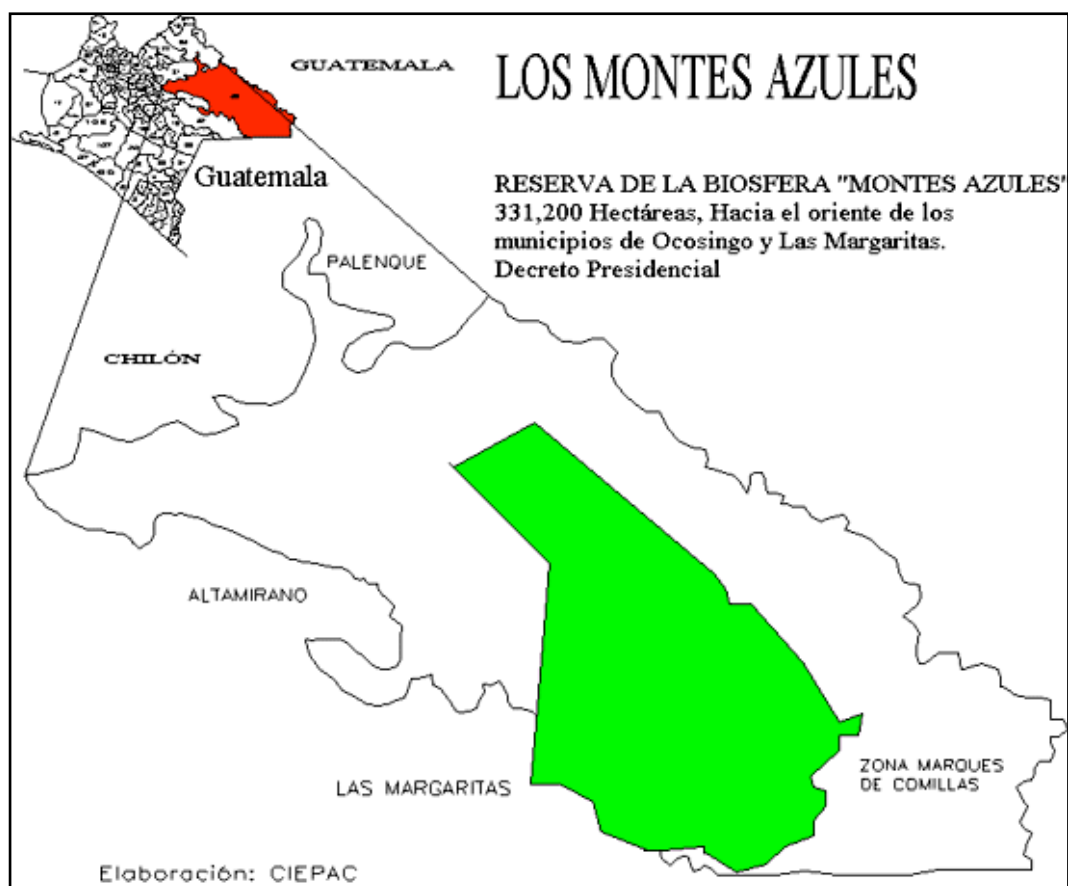 GUATEMALA
LOS MONTES AZULES
Guatemala
RESERVA DE LA BIOSFERA "MONTES AZULES"
331,200 Hectáreas, Hacia el oriente de los
municipios de Ocosingo y Las Margaritas.
Decreto Presidencial
PALENQUE
CHILÓN
ALTAMIRANO
ZONA MARQUES
DE COMILLAS
LAS MARGARITAS
Elaboración: CIEPAC